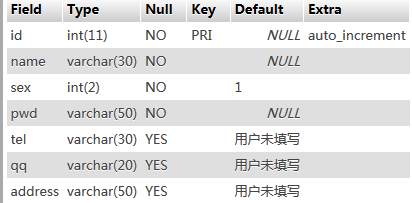 Field Type Null Key Default Extra
id int(11) NO PRI NULL auto_increment
name varchar(30) NO NULL
sex int(2) NO 1
pwd varchar(50) NO NULL
tel varchar(30) YES 用户未填写
qq varchar(20) YES 用户未填写
address varchar(50) YES 用户未填写